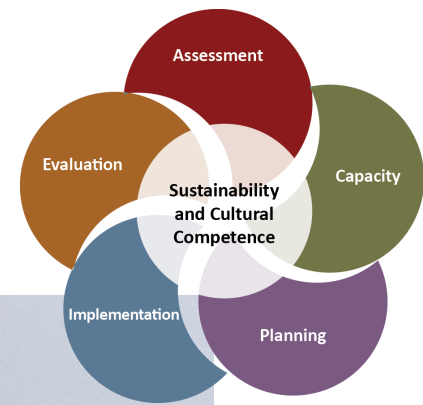 Assessment
Capacity
Planning
Implementation
Evaluation
Sustainability
and Cultural
Competence